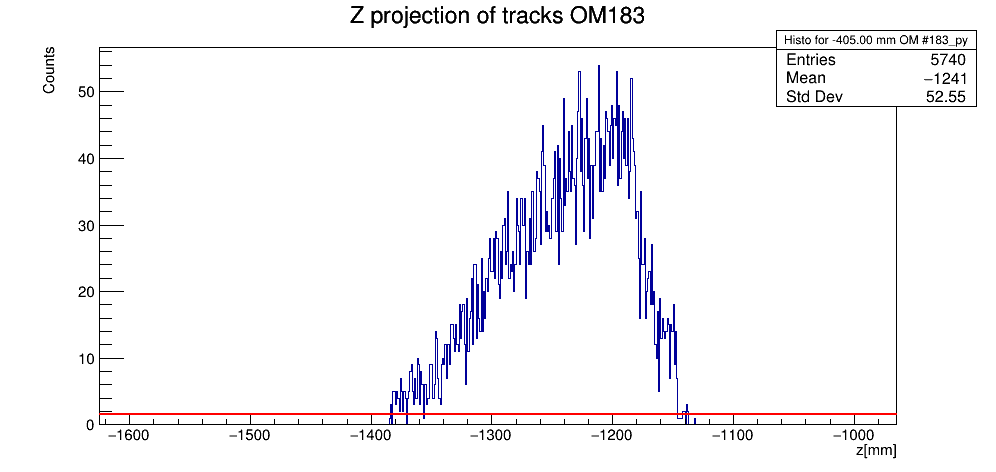 Z projection of tracks OM183
Histo for -405.00 mm OM #183_py
Entries 5740
Mean −1241
Std Dev 52.55
Counts
50
40
30
20
10
0
−1600 −1500 −1400 −1300 −1200 −1100 −1000
z[mm]